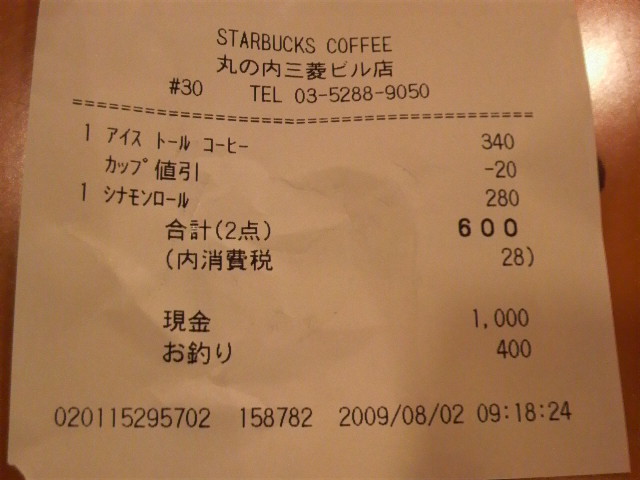 STARBUCKS COFFEE
丸の内三菱ビル店
#30 TEL 03-5288-9050
==================================================
1 アイス トール コーヒー 340
カップ値引 -20
1 シナモンロール 280
合計(2点) 600
(内消費税 28)
現金 1,000
お釣り 400
020115295702 158782 2009/08/02 09:18:24